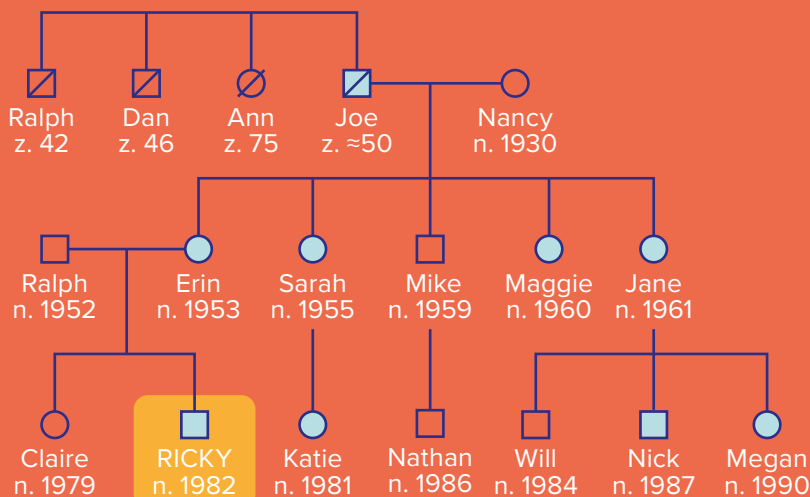 Ralph
z. 42
Dan
z. 46
Ann
z. 75
Joe
z. ≈50
Nancy
n. 1930
Ralph
n. 1952
Erin
n. 1953
Sarah
n. 1955
Mike
n. 1959
Maggie
n. 1960
Jane
n. 1961
Claire
n. 1979
RICKY
n. 1982
Katie
n. 1981
Nathan
n. 1986
Will
n. 1984
Nick
n. 1987
Megan
n. 1990